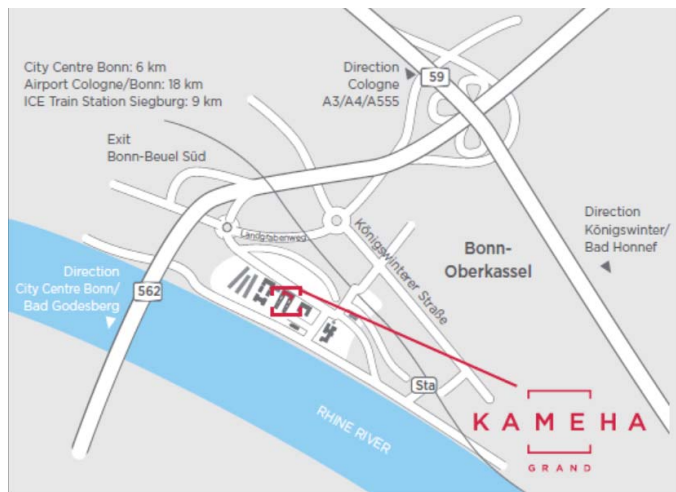 City Centre Bonn: 6 km
Airport Cologne/Bonn: 18 km
ICE Train Station Siegburg: 9 km
Direction
Cologne
A3/A4/A555
59
Exit
Bonn-Beuel Süd
Landgrabenweg
Königswinterer Straße
Bonn-
Oberkassel
Direction
Königswinter/
Bad Honnef
Direction
City Centre Bonn/
Bad Godesberg
562
Sta
RHINE RIVER
KAMEHA
GRAND